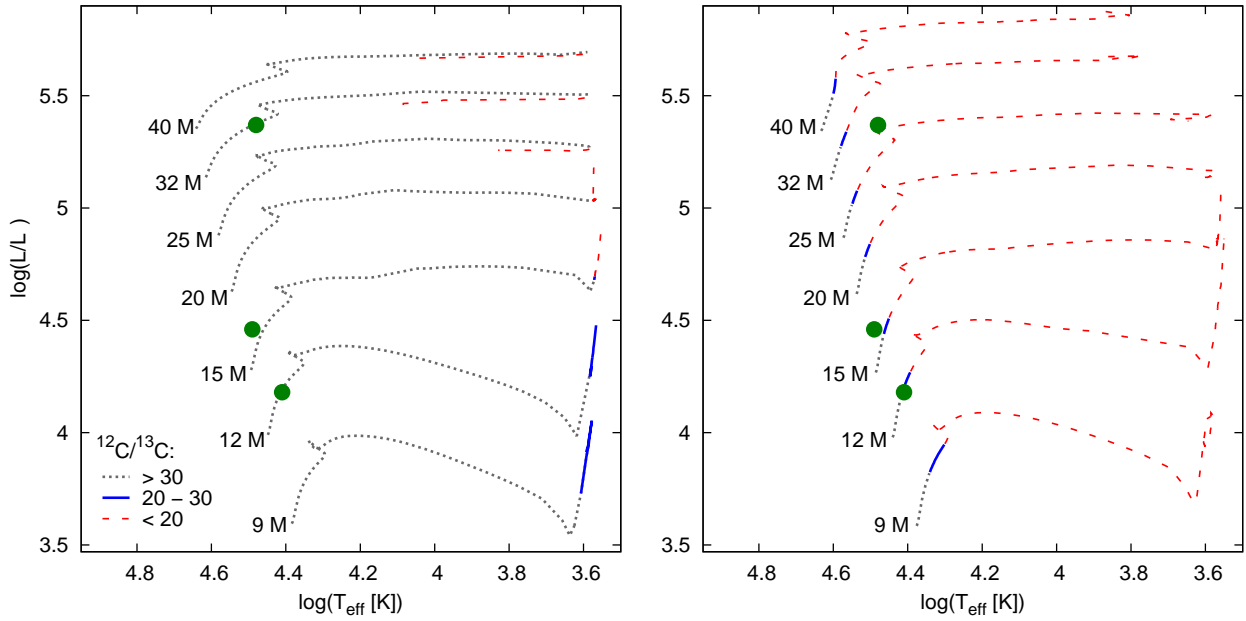 log(L/L )
5.5
5
4.5
4
3.5
40 M
32 M
25 M
20 M
15 M
12 M
9 M
¹²C/¹³C:
> 30
20 − 30
< 20
4.8 4.6 4.4 4.2 4 3.8 3.6
log(T_eff [K])
5.5
5
4.5
4
3.5
40 M
32 M
25 M
20 M
15 M
12 M
9 M
4.8 4.6 4.4 4.2 4 3.8 3.6
log(T_eff [K])